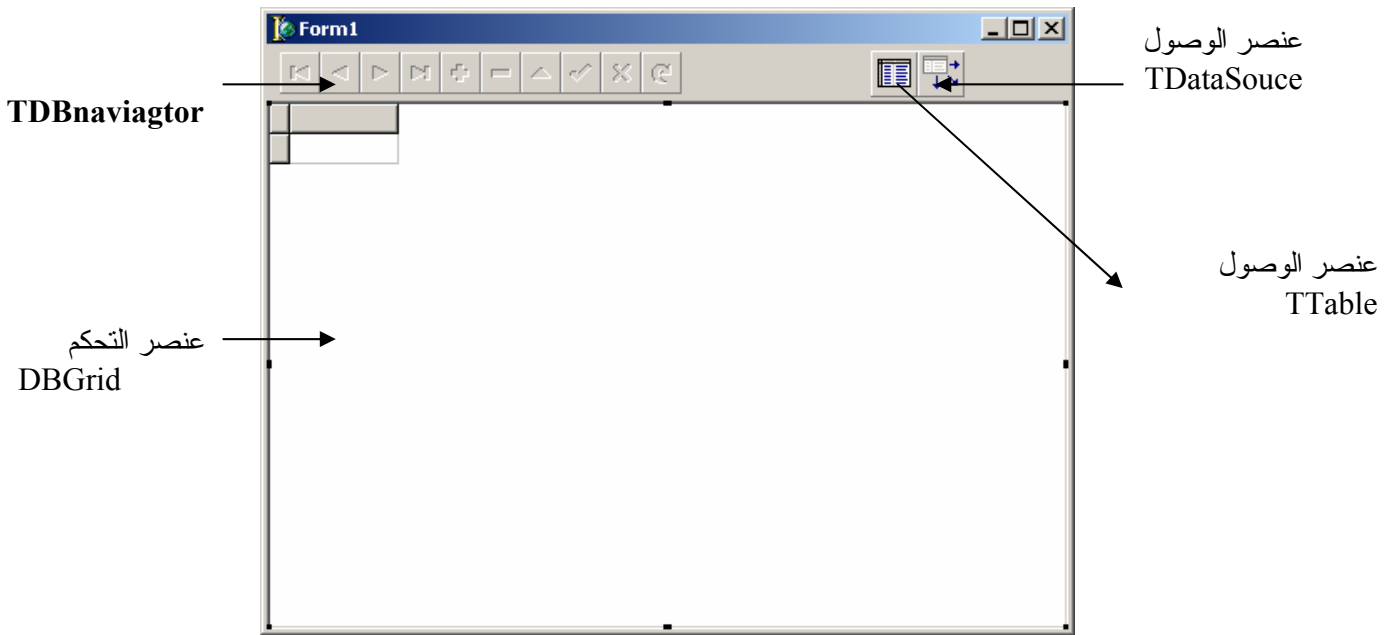 Form1
عنصر الوصول
TDataSouce
TDBnaviagtor
عنصر الوصول
TTable
عنصر التحكم
DBGrid